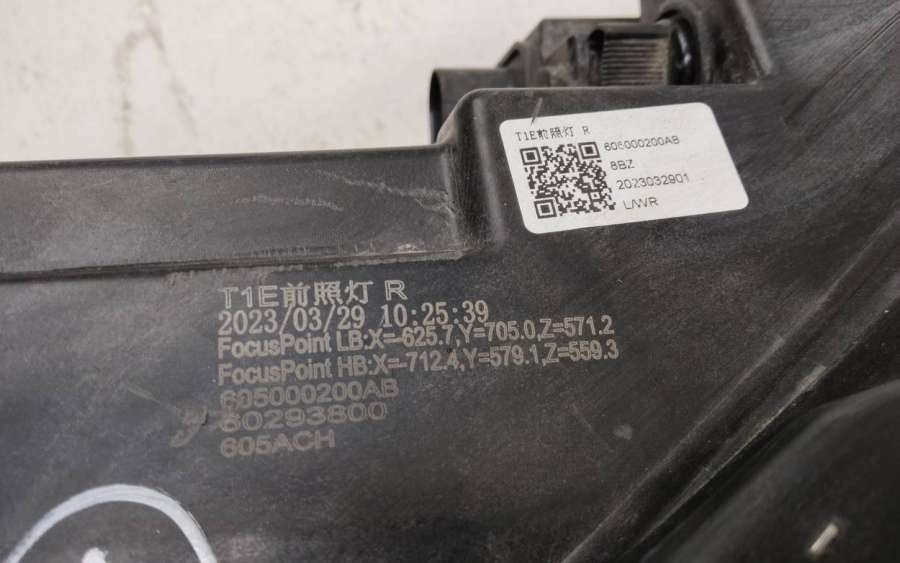 T1E前照灯 R
605000200AB
8BZ
2023032901
L/WR
T1E前照灯 R
2023/03/29 10:25:39
FocusPoint LB:X=-625.7,Y=705.0,Z=571.2
FocusPoint HB:X=-712.4,Y=579.1,Z=559.3
605000200AB
80293800
605ACH